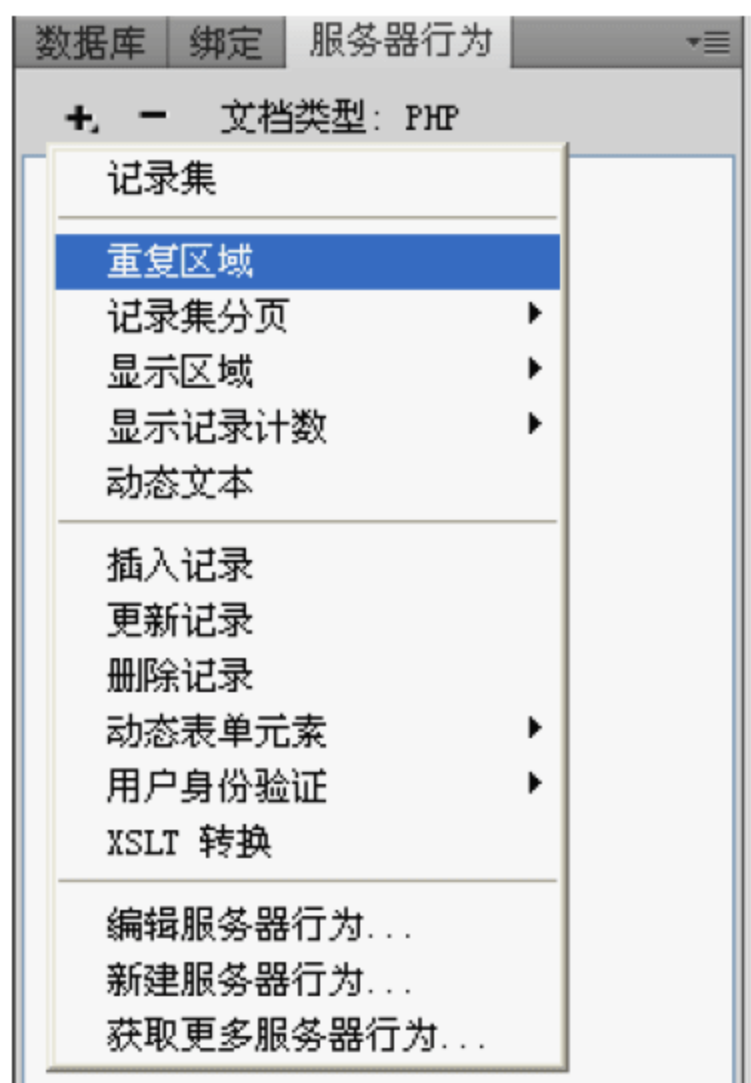 数据库 绑定 服务器行为
文档类型: PHP
记录集
重复区域
记录集分页
显示区域
显示记录计数
动态文本
插入记录
更新记录
删除记录
动态表单元素
用户身份验证
XSLT 转换
编辑服务器行为...
新建服务器行为...
获取更多服务器行为...